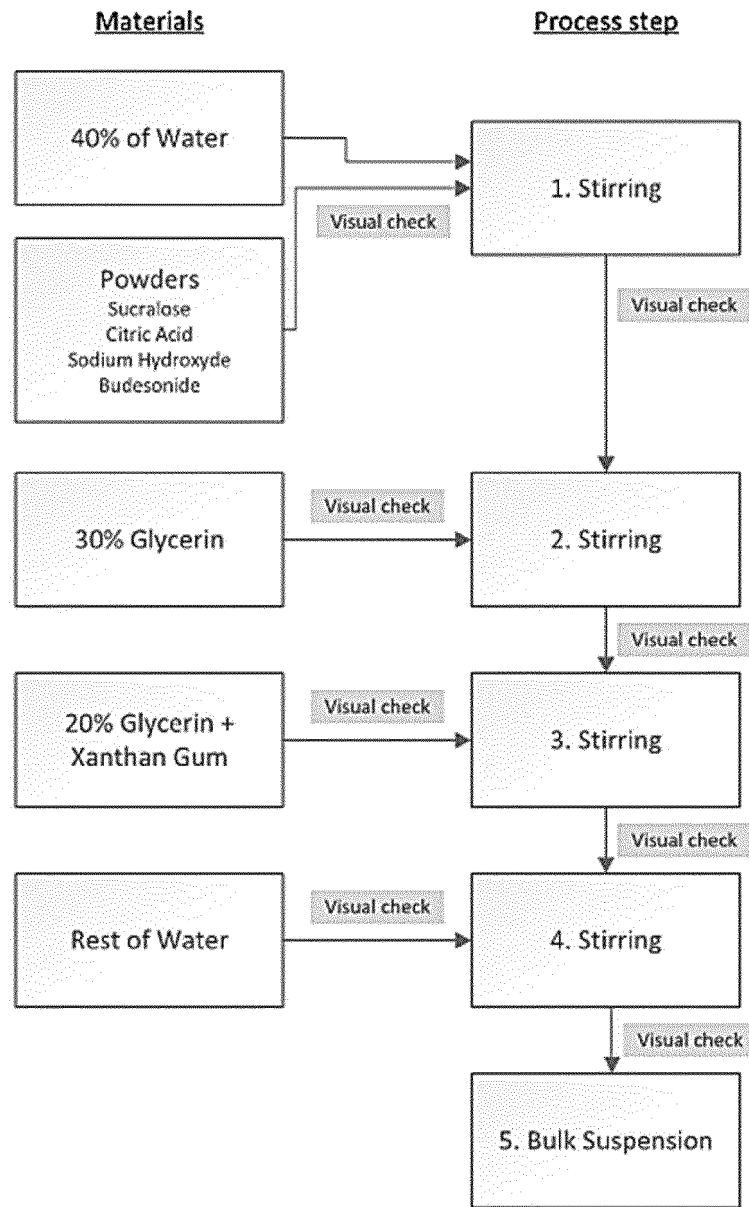 Materials
Process step
40% of Water
1. Stirring
Visual check
Powders
Sucralose
Citric Acid
Sodium Hydroxyde
Budesonide
Visual check
30% Glycerin
Visual check
2. Stirring
Visual check
20% Glycerin +
Xanthan Gum
Visual check
3. Stirring
Visual check
Rest of Water
Visual check
4. Stirring
Visual check
5. Bulk Suspension